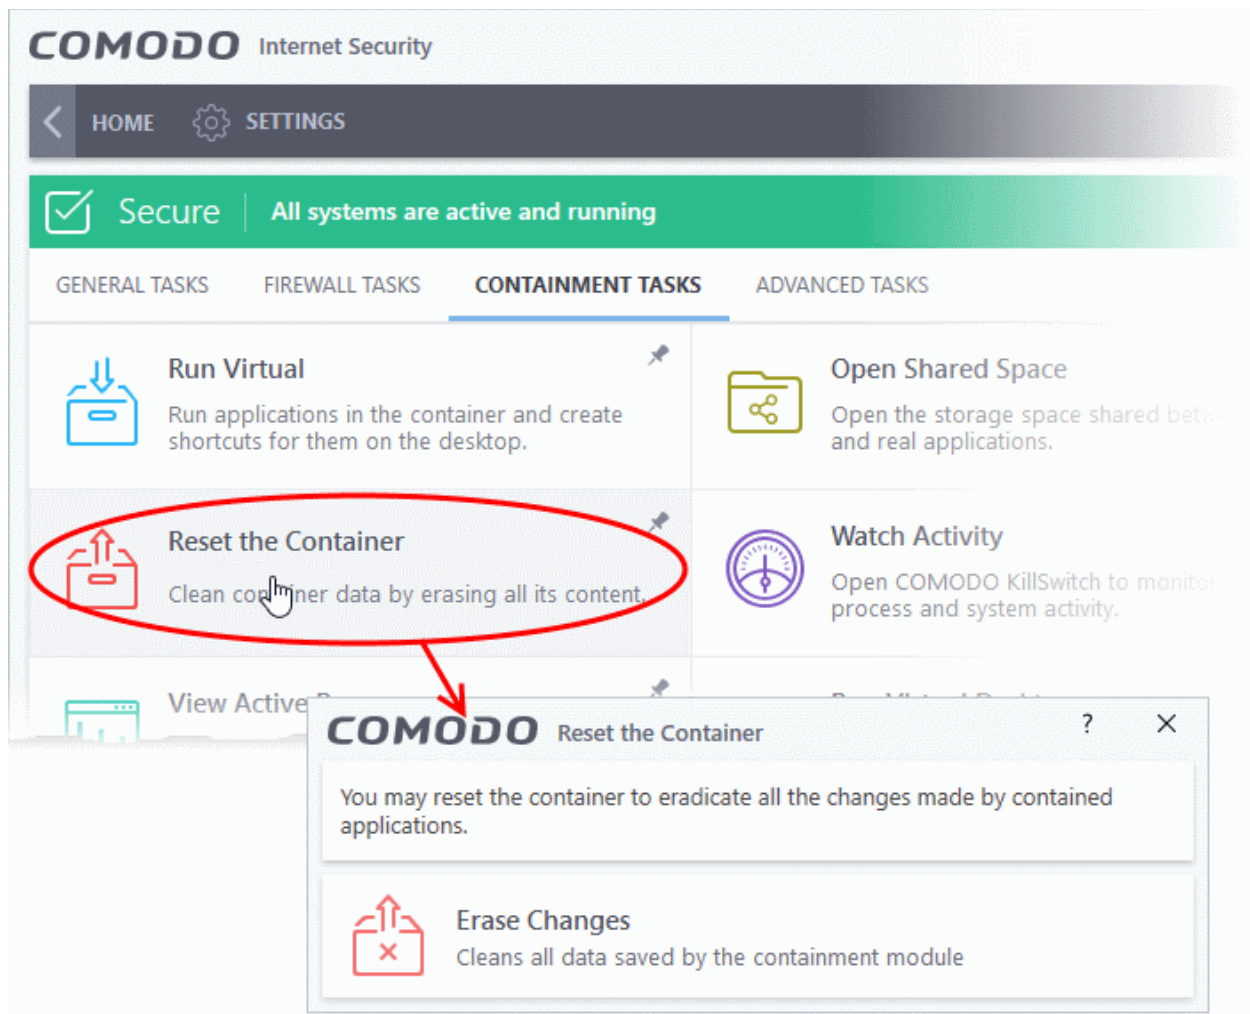 COMODO Internet Security
HOME SETTINGS
Secure All systems are active and running
GENERAL TASKS FIREWALL TASKS CONTAINMENT TASKS ADVANCED TASKS
Run Virtual
Run applications in the container and create
shortcuts for them on the desktop.
Open Shared Space
Open the storage space shared
and real applications.
Reset the Container
Clean container data by erasing all its content.
Watch Activity
Open COMODO KillSwitch to monitor
process and system activity.
View Active
COMODO Reset the Container ?
You may reset the container to eradicate all the changes made by contained
applications.
Erase Changes
Cleans all data saved by the containment module